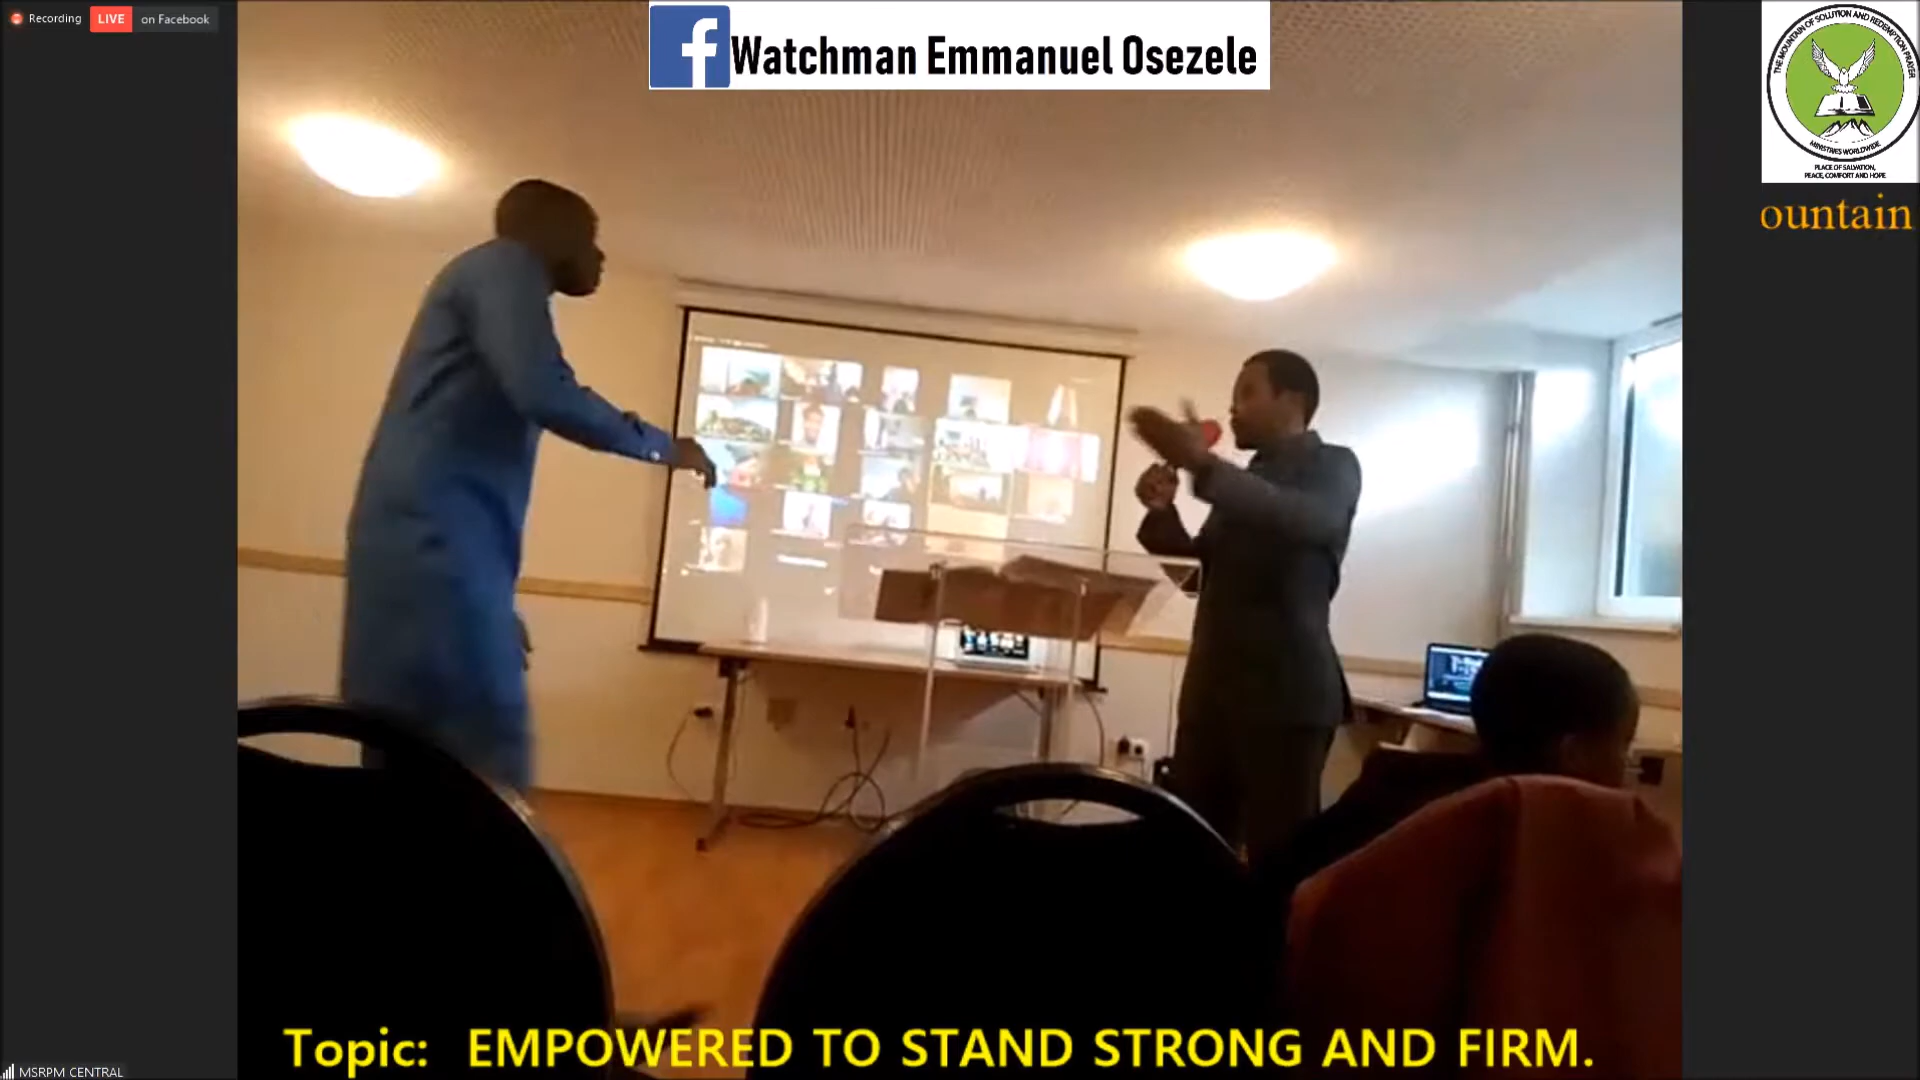 Recording
LIVE on Facebook
Watchman Emmanuel Osezele
THE MOUNTAIN OF SOLUTION AND REDEMPTION PRAYER
MINISTRIES WORLDWIDE
PLACE OF SALVATION,
PEACE, COMFORT AND HOPE
ountain
Topic: EMPOWERED TO STAND STRONG AND FIRM.
MSRPM CENTRAL